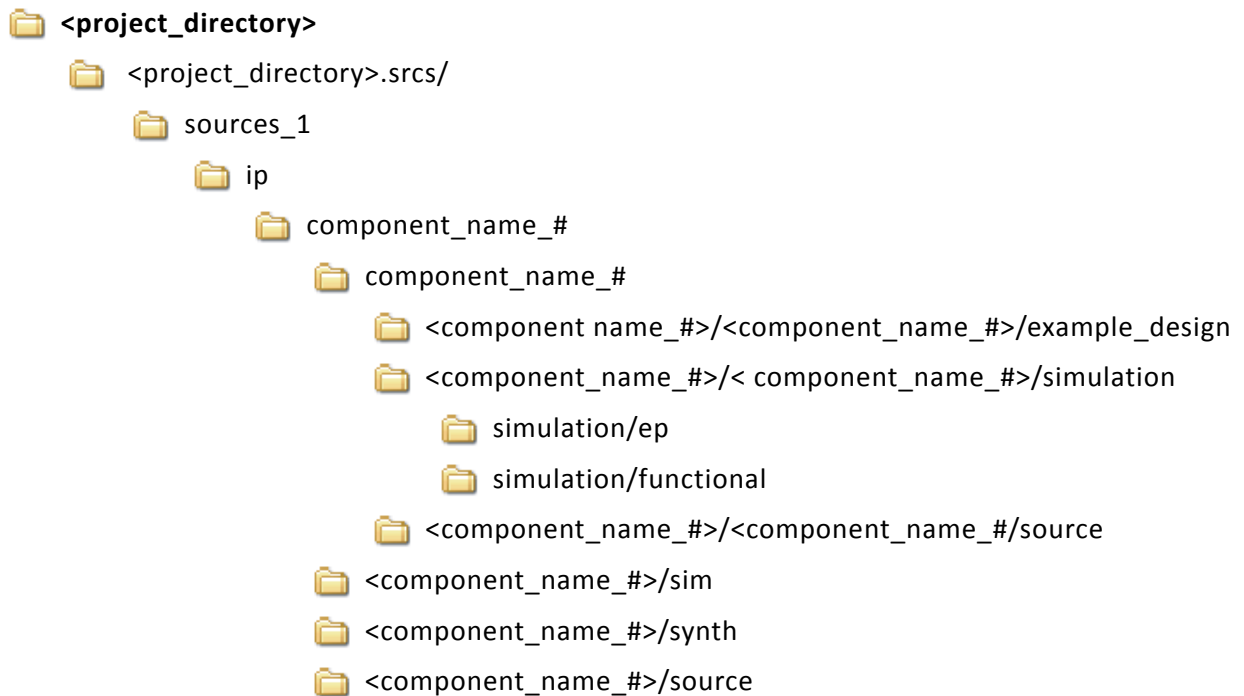 <project_directory>
<project_directory>.srcs/
sources_1
ip
component_name_#
component_name_#
<component name_#>/<component_name_#>/example_design
<component_name_#>/< component_name_#>/simulation
simulation/ep
simulation/functional
<component_name_#>/<component_name_#/source
<component_name_#>/sim
<component_name_#>/synth
<component_name_#>/source